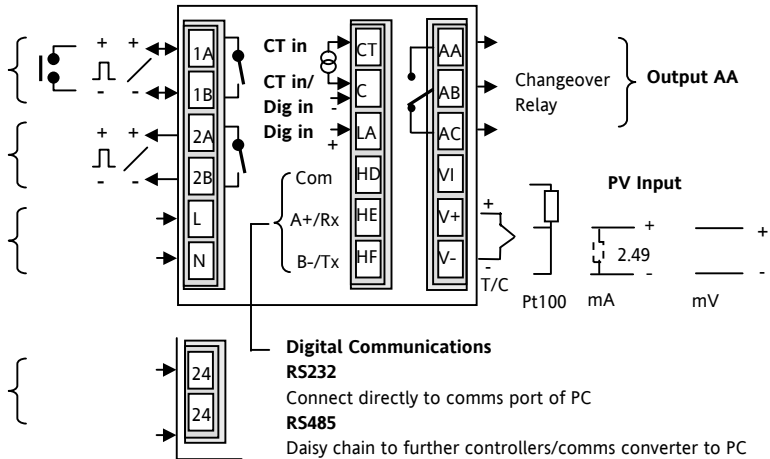 + +
- -
+ +
- -
1A
1B
2A
2B
L
N
CT in
CT in/
Dig in
-
Dig in
+
Com
A+/Rx
B-/Tx
CT
C
LA
HD
HE
HF
AA
AB
AC
VI
V+
V-
Changeover
Relay
Output AA
PV Input
+
-
T/C
Pt100
+
2.49
-
mA
+
-
mV
24
24
Digital Communications
RS232
Connect directly to comms port of PC
RS485
Daisy chain to further controllers/comms converter to PC